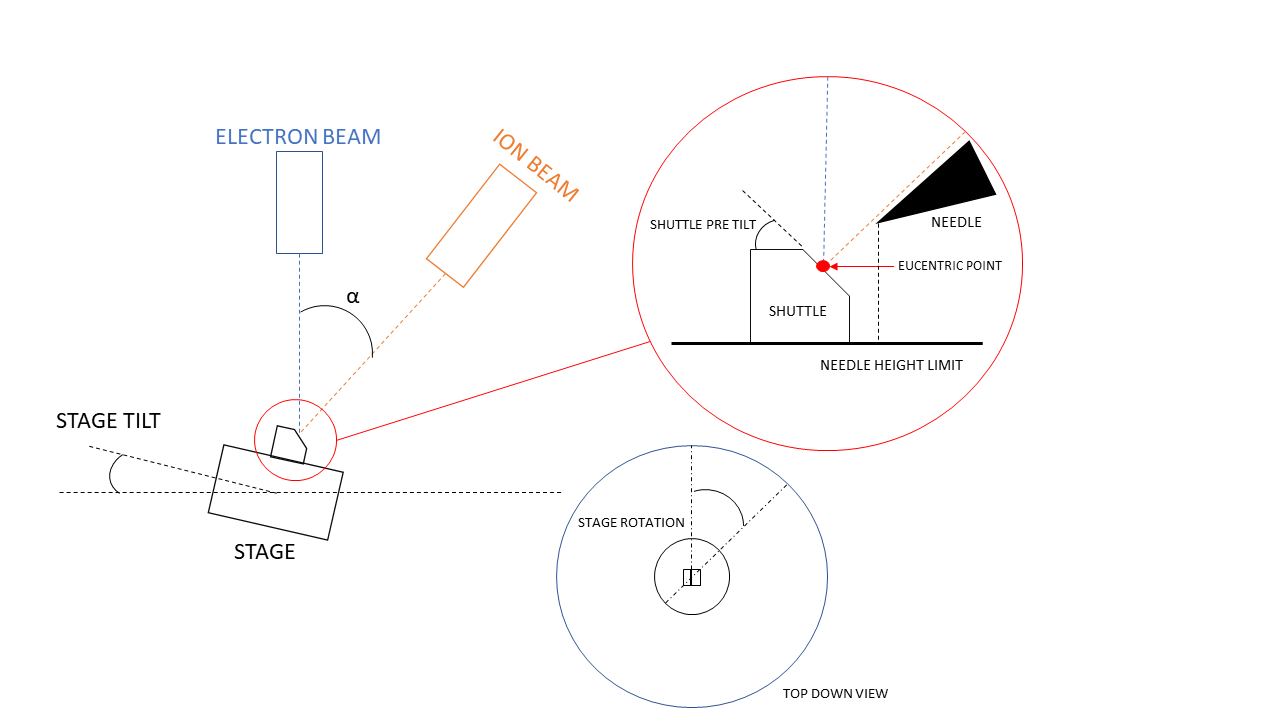 ELECTRON BEAM
ION BEAM
α
STAGE TILT
STAGE
SHUTTLE PRE TILT
NEEDLE
EUCENTRIC POINT
SHUTTLE
NEEDLE HEIGHT LIMIT
STAGE ROTATION
TOP DOWN VIEW